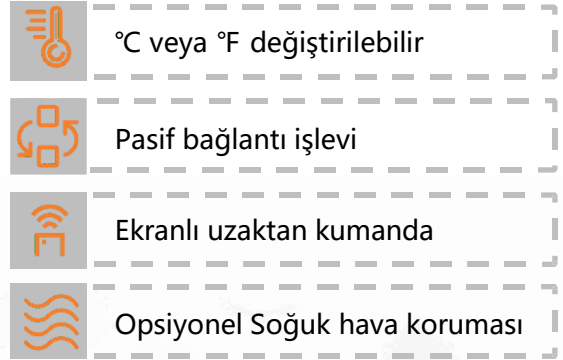 ℃ veya ℉ değiştirilebilir
Pasif bağlantı işlevi
Ekranlı uzaktan kumanda
Opsiyonel Soğuk hava koruması